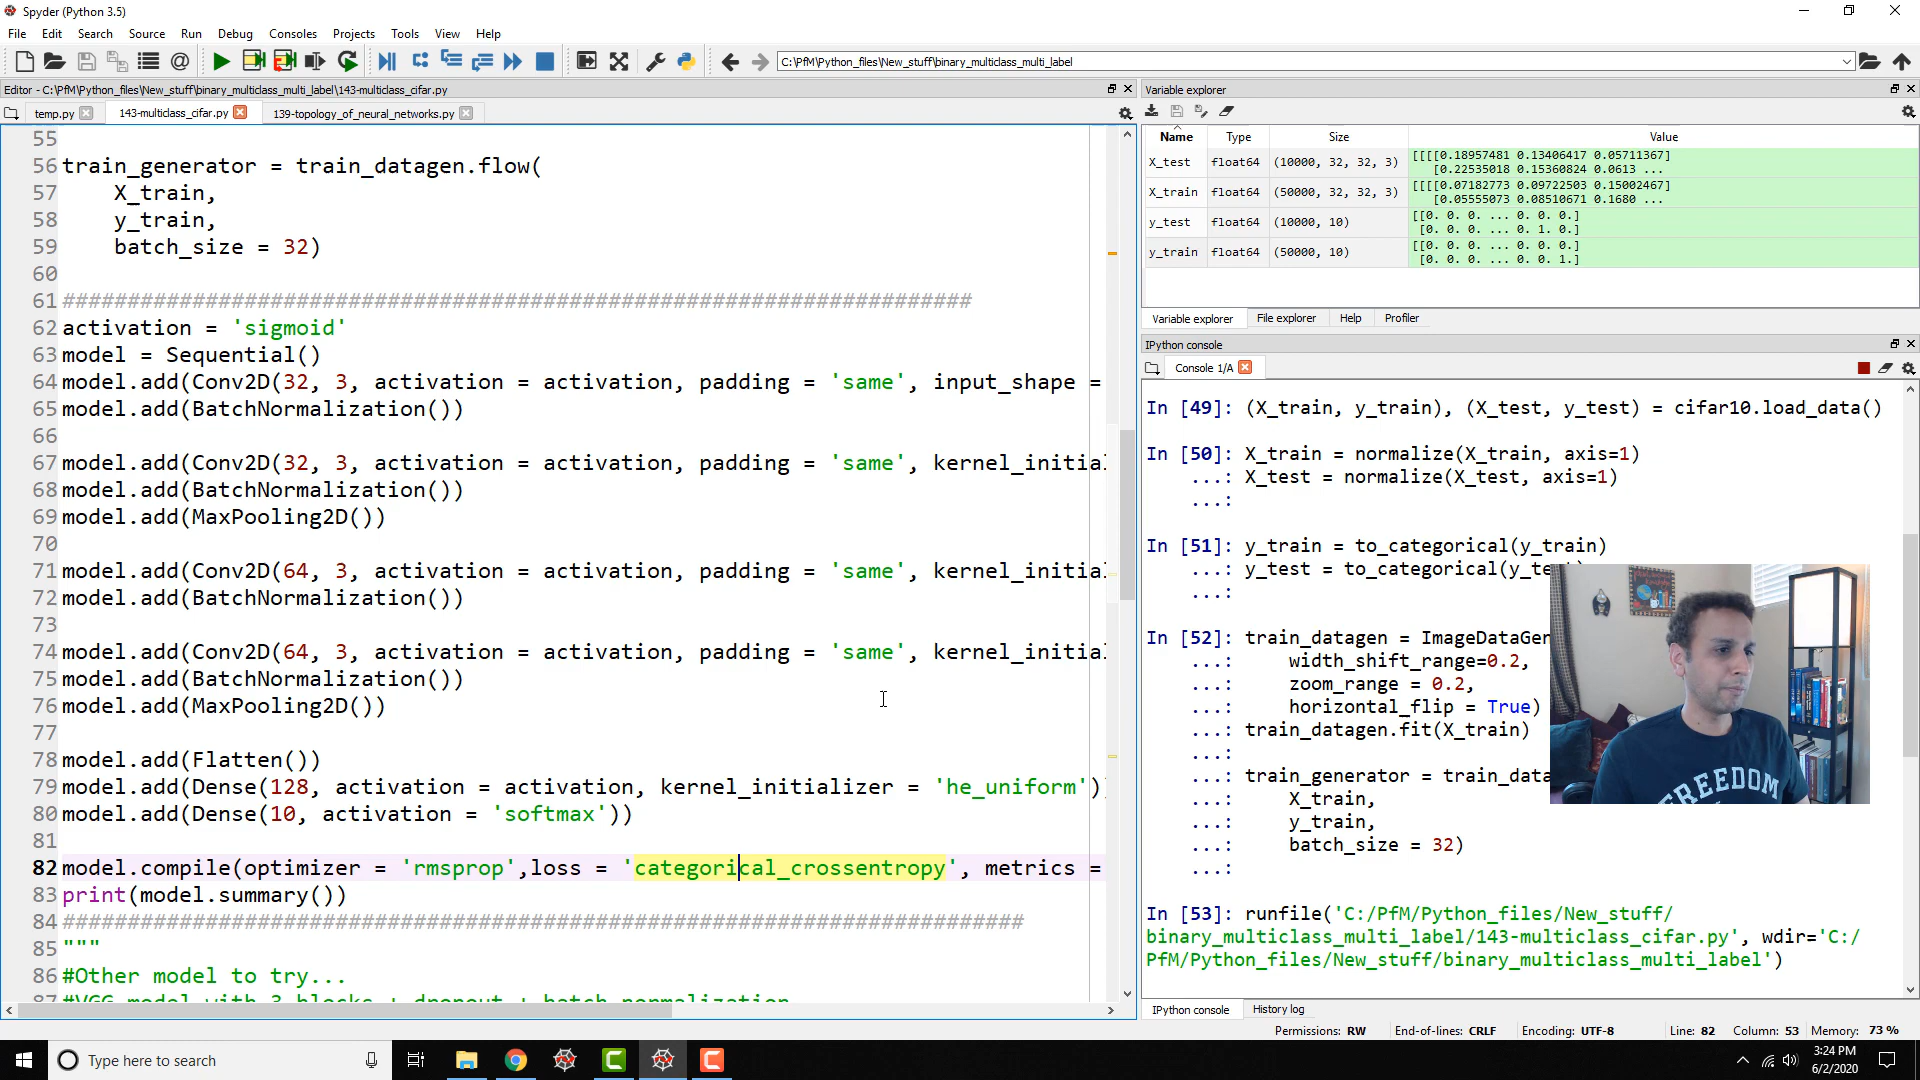 Spyder (Python 3.5)
File Edit Search Source Run Debug Consoles Projects Tools View Help
C:\PfM\Python_files\New_stuff\binary_multiclass_multi_label
Editor - C:\PfM\Python_files\New_stuff\binary_multiclass_multi_label\143-multiclass_cifar.py
temp.py 143-multiclass_cifar.py 139-topology_of_neural_networks.py
55
56 train_generator = train_datagen.flow(
57 X_train,
58 y_train,
59 batch_size = 32)
60
61 ######################################################################
62 activation = 'sigmoid'
63 model = Sequential()
64 model.add(Conv2D(32, 3, activation = activation, padding = 'same', input_shape =
65 model.add(BatchNormalization())
66
67 model.add(Conv2D(32, 3, activation = activation, padding = 'same', kernel_initial
68 model.add(BatchNormalization())
69 model.add(MaxPooling2D())
70
71 model.add(Conv2D(64, 3, activation = activation, padding = 'same', kernel_initial
72 model.add(BatchNormalization())
73
74 model.add(Conv2D(64, 3, activation = activation, padding = 'same', kernel_initial
75 model.add(BatchNormalization())
76 model.add(MaxPooling2D())
77
78 model.add(Flatten())
79 model.add(Dense(128, activation = activation, kernel_initializer = 'he_uniform'))
80 model.add(Dense(10, activation = 'softmax'))
81
82 model.compile(optimizer = 'rmsprop',loss = 'categorical_crossentropy', metrics =
83 print(model.summary())
84 ##########################################################################
85 """
86 #Other model to try...
87 #VGG model with 3 blocks + dropout + batch normalization
Variable explorer
Name Type Size Value
X_test float64 (10000, 32, 32, 3) [[[[0.18957481 0.13406417 0.05711367]
[0.22535018 0.15360824 0.0613 ...
X_train float64 (50000, 32, 32, 3) [[[[0.07182773 0.09722503 0.15002467]
[0.05555073 0.08510671 0.1680 ...
y_test float64 (10000, 10) [[0. 0. 0. ... 0. 0. 0.]
[0. 0. 0. ... 0. 1. 0.]
y_train float64 (50000, 10) [[0. 0. 0. ... 0. 0. 0.]
[0. 0. 0. ... 0. 0. 1.]
Variable explorer File explorer Help Profiler
IPython console
Console 1/A
In [49]: (X_train, y_train), (X_test, y_test) = cifar10.load_data()
In [50]: X_train = normalize(X_train, axis=1)
...: X_test = normalize(X_test, axis=1)
...:
In [51]: y_train = to_categorical(y_train)
...: y_test = to_categorical(y_te
...:
In [52]: train_datagen = ImageDataGen
...: width_shift_range=0.2,
...: zoom_range = 0.2,
...: horizontal_flip = True)
...: train_datagen.fit(X_train)
...:
...: train_generator = train_data
...: X_train,
...: y_train,
...: batch_size = 32)
...:
In [53]: runfile('C:/PfM/Python_files/New_stuff/
binary_multiclass_multi_label/143-multiclass_cifar.py', wdir='C:/
PfM/Python_files/New_stuff/binary_multiclass_multi_label')
FREEDOM
IPython console History log
Permissions: RW End-of-lines: CRLF Encoding: UTF-8 Line: 82 Column: 53 Memory: 73 %
Type here to search
3:24 PM
6/2/2020